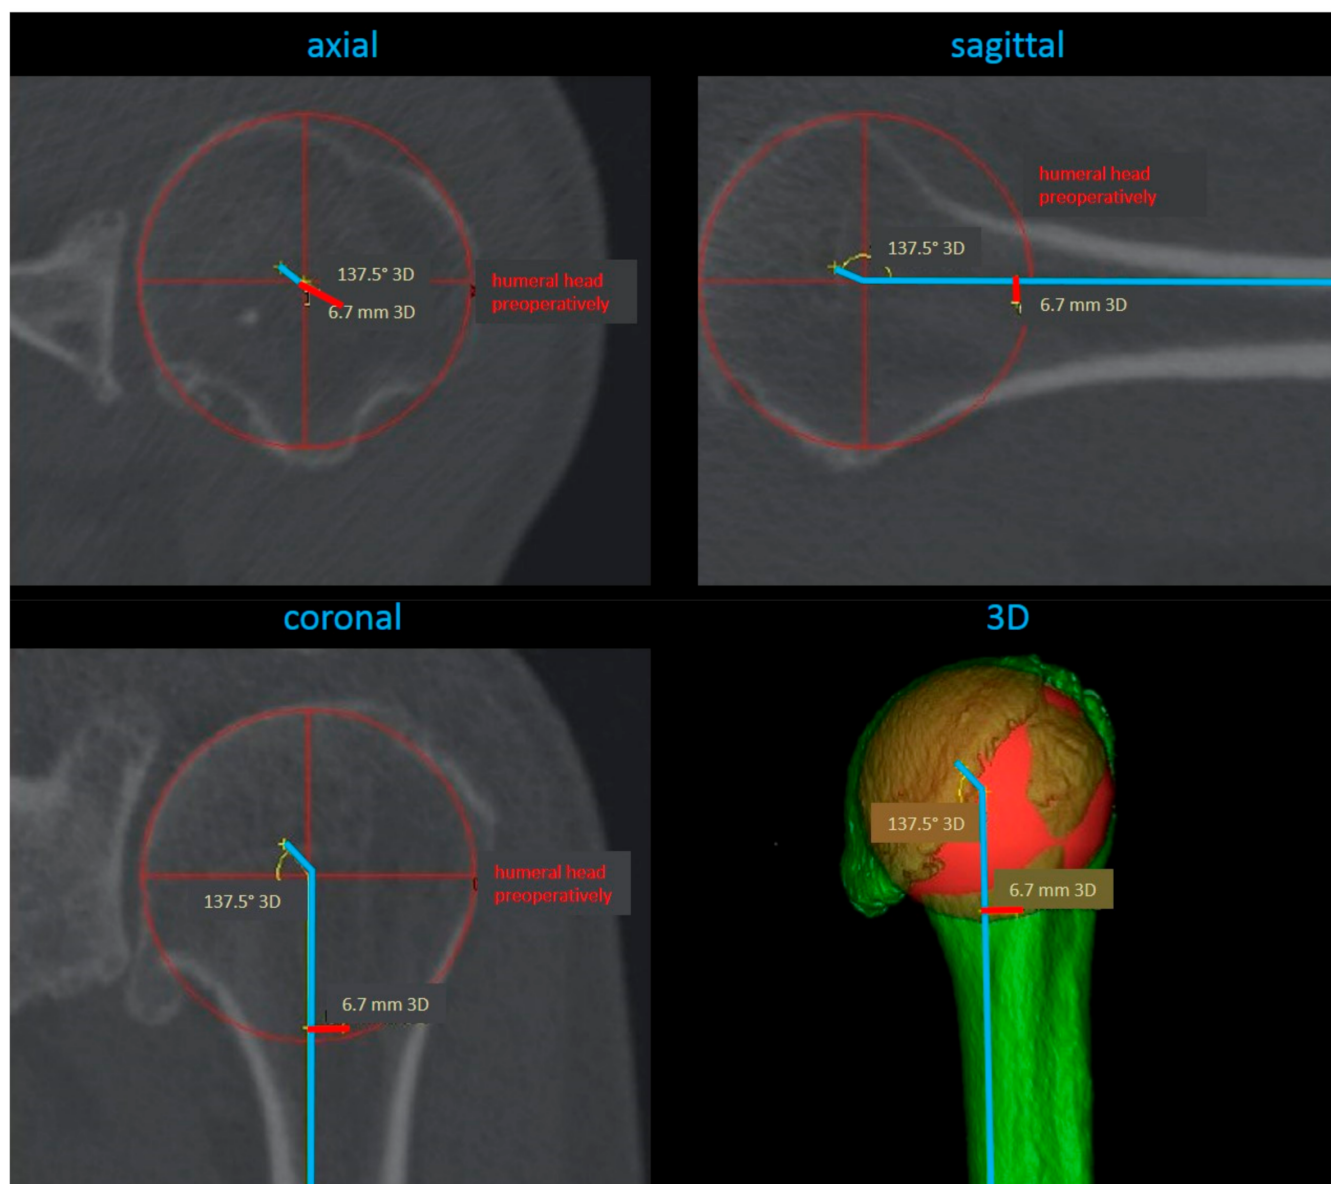 axial
sagittal
137.5° 3D
6.7 mm 3D
humeral head
preoperatively
humeral head
preoperatively
137.5° 3D
6.7 mm 3D
coronal
3D
137.5° 3D
humeral head
preoperatively
6.7 mm 3D
137.5° 3D
6.7 mm 3D